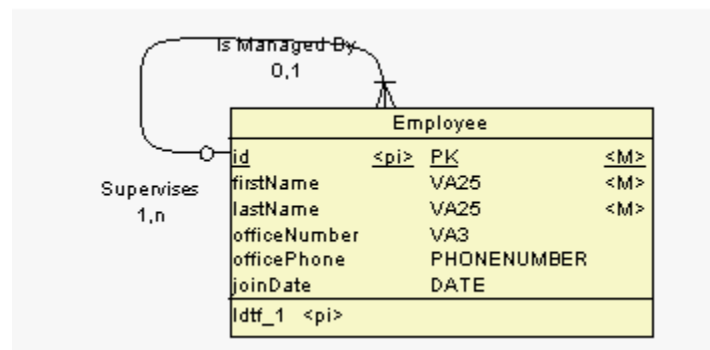 Is Managed By
0,1
Employee
id <pi> PK <M>
firstName VA25 <M>
lastName VA25 <M>
officeNumber VA3
officePhone PHONENUMBER
joinDate DATE
Idtf_1 <pi>
Supervises
1,n